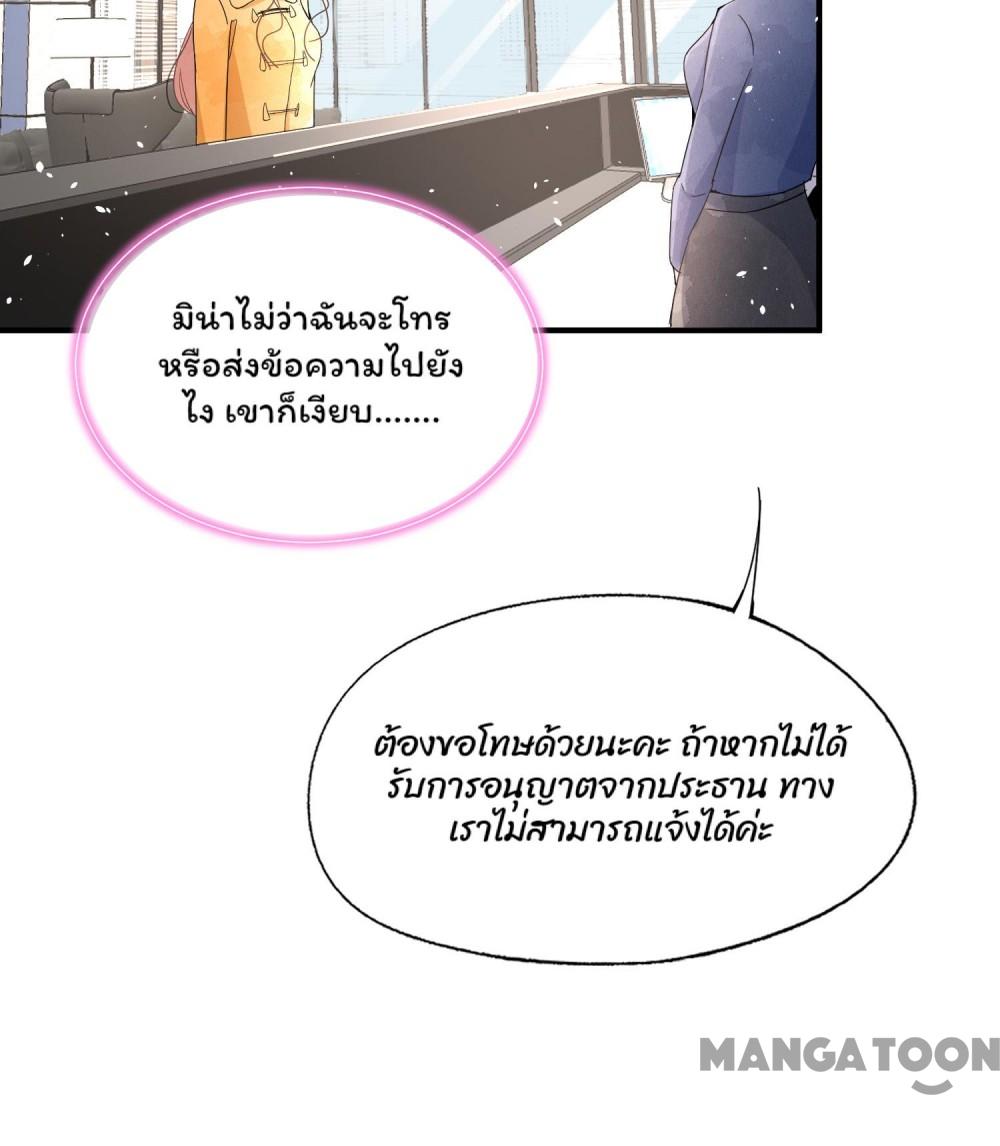 มิน่าไม่ว่าฉันจะโทร
หรือส่งข้อความไปยัง
ไง เขาก็เงียบ.......
ต้องขอโทษด้วยนะคะ ถ้าหากไม่ได้
รับการอนุญาตจากประธาน ทาง
เราไม่สามารถแจ้งได้ค่ะ
MANGATOON